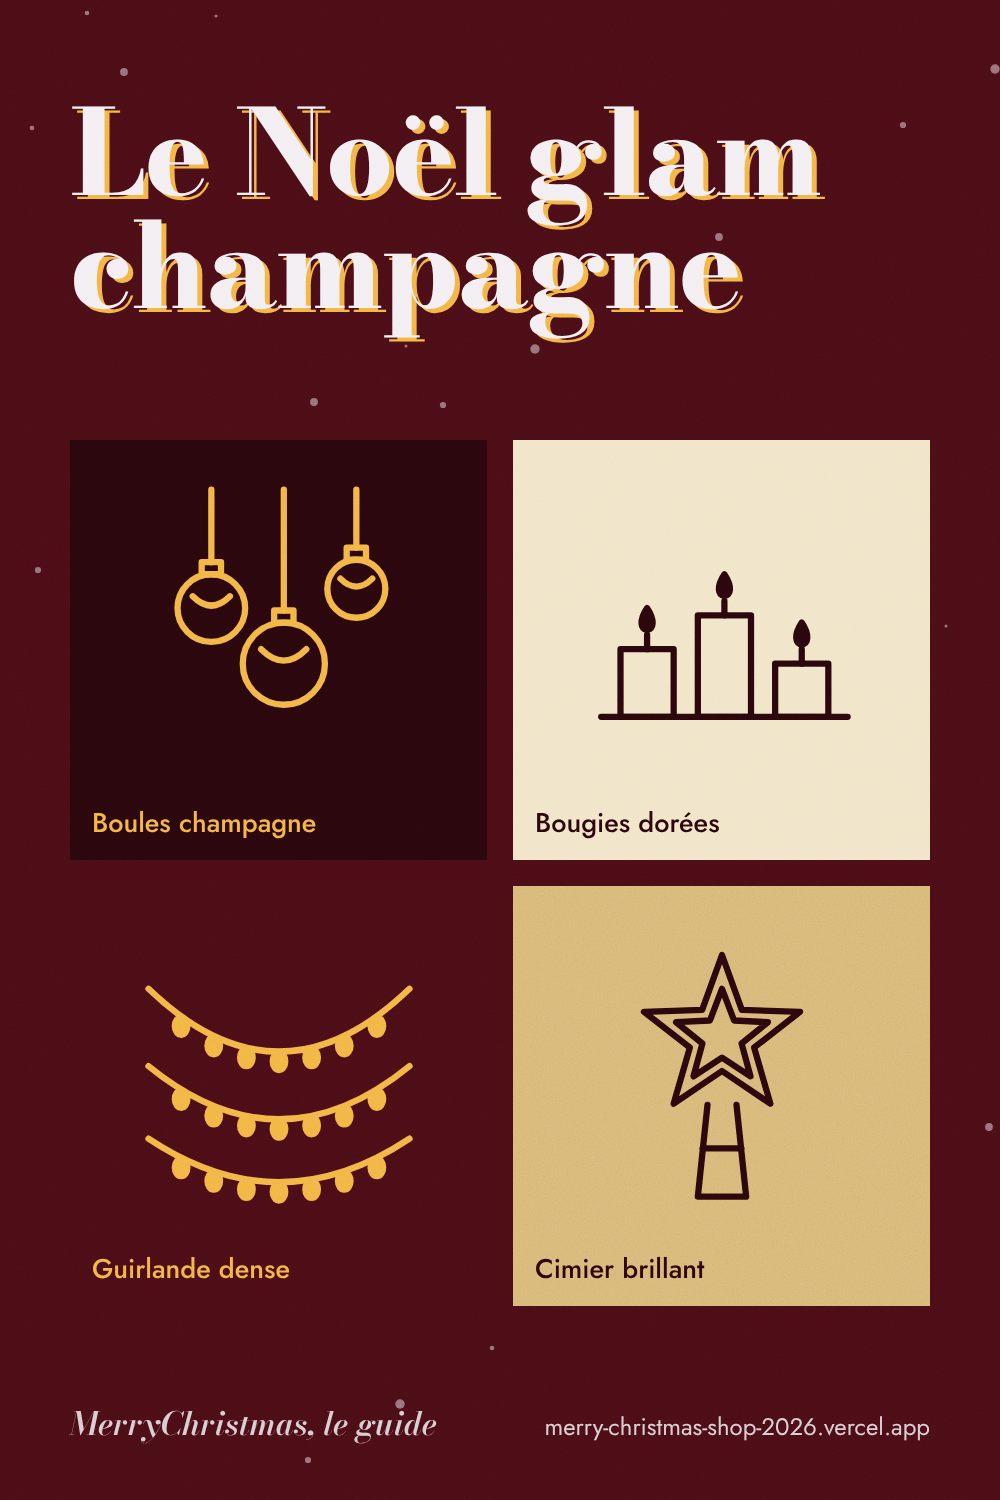 Le Noël glam
champagne
Boules champagne
Bougies dorées
Guirlande dense
Cimier brillant
MerryChristmas, le guide
merry-christmas-shop-2026.vercel.app